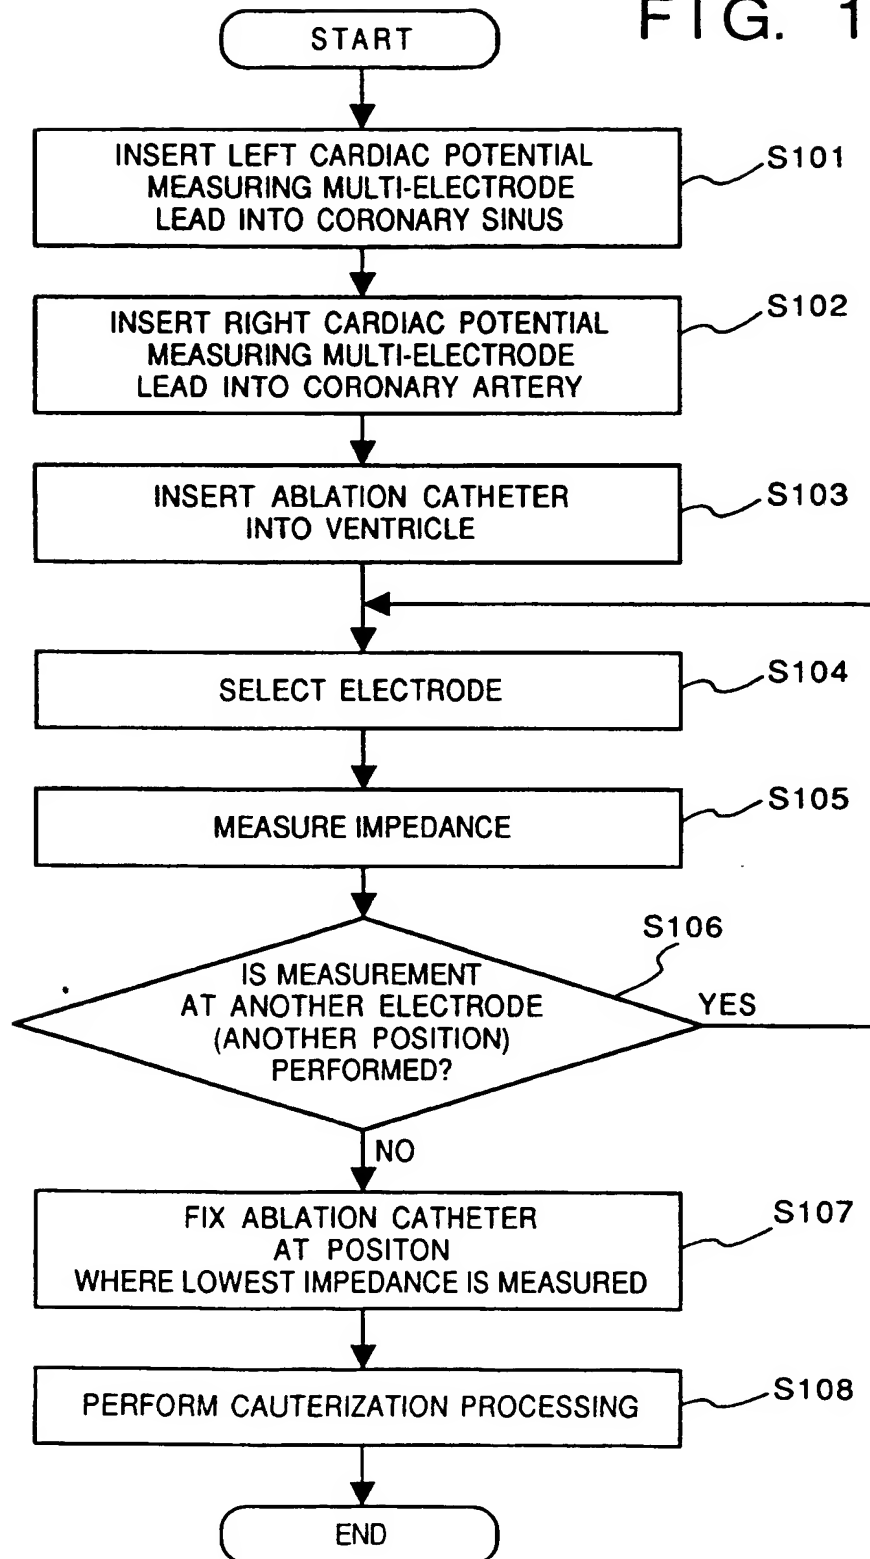 FIG. 1
START
INSERT LEFT CARDIAC POTENTIAL
MEASURING MULTI-ELECTRODE
LEAD INTO CORONARY SINUS
S101
INSERT RIGHT CARDIAC POTENTIAL
MEASURING MULTI-ELECTRODE
LEAD INTO CORONARY ARTERY
S102
INSERT ABLATION CATHETER
INTO VENTRICLE
S103
SELECT ELECTRODE
S104
MEASURE IMPEDANCE
S105
S106
IS MEASUREMENT
AT ANOTHER ELECTRODE
(ANOTHER POSITION)
PERFORMED?
YES
NO
FIX ABLATION CATHETER
AT POSITON
WHERE LOWEST IMPEDANCE IS MEASURED
S107
PERFORM CAUTERIZATION PROCESSING
S108
END